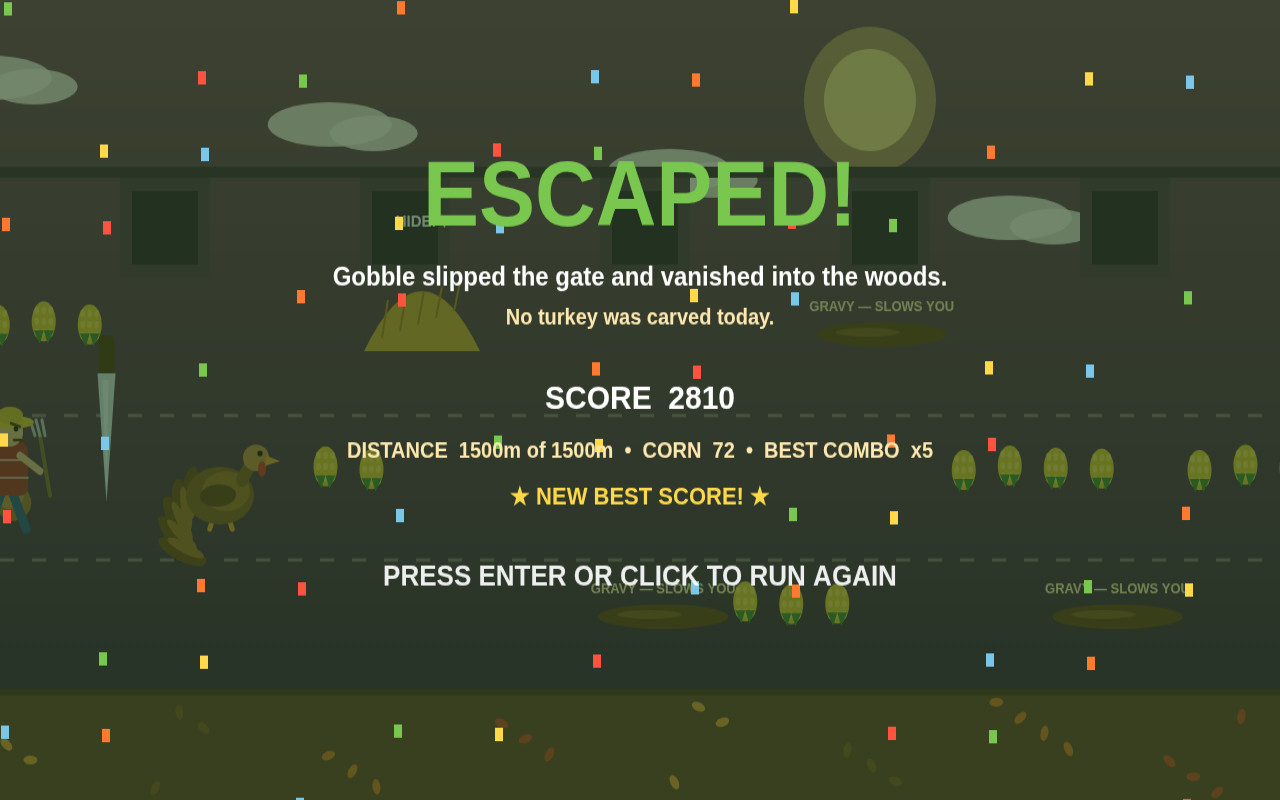 ESCAPED!
Gobble slipped the gate and vanished into the woods.
GRAVY — SLOWS YOU
No turkey was carved today.
SCORE 2810
DISTANCE 1500m of 1500m • CORN 72 • BEST COMBO x5
★ NEW BEST SCORE! ★
PRESS ENTER OR CLICK TO RUN AGAIN
GRAVY — SLOWS YOU
GRAVY — SLOWS YOU